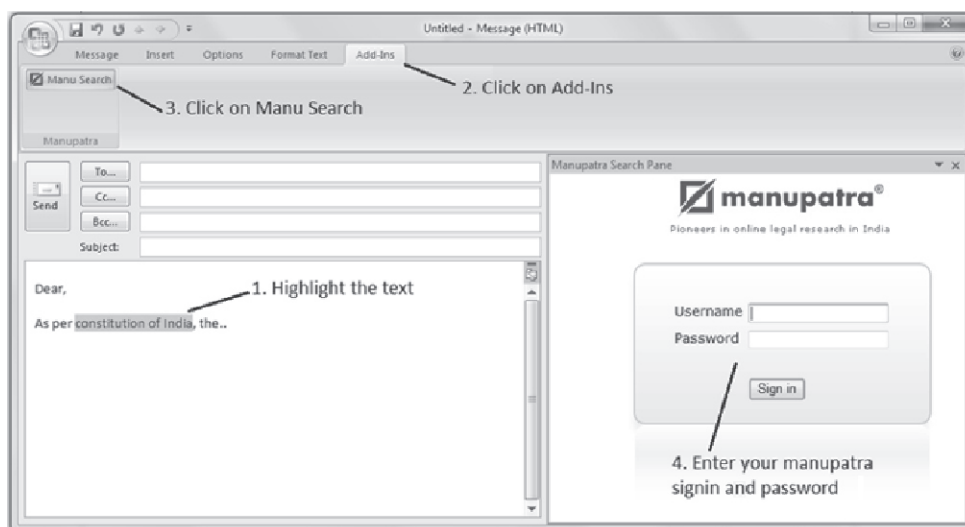 Untitled - Message (HTML)
Message Insert Options Format Text Add-Ins
Manu Search
2. Click on Add-Ins
3. Click on Manu Search
Manupatra
To...
Cc...
Bcc...
Send
Subject:
Manupatra Search Pane
manupatra®
Pioneers in online legal research in India
Dear,
1. Highlight the text
As per constitution of India, the..
Username
Password
Sign in
4. Enter your manupatra
signin and password